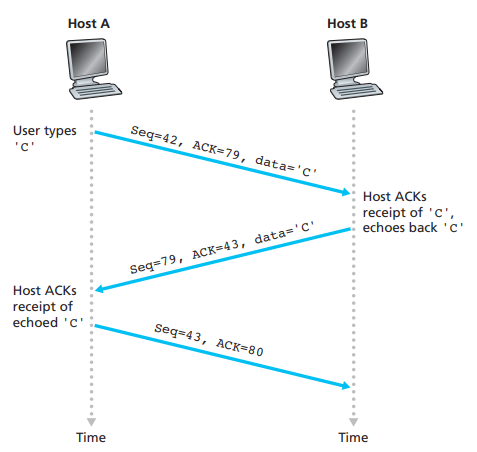 Host A
Host B
User types
'C'
Seq=42, ACK=79, data='C'
Host ACKs
receipt of 'C',
echoes back 'C'
Seq=79, ACK=43, data='C'
Host ACKs
receipt of
echoed 'C'
Seq=43, ACK=80
Time
Time